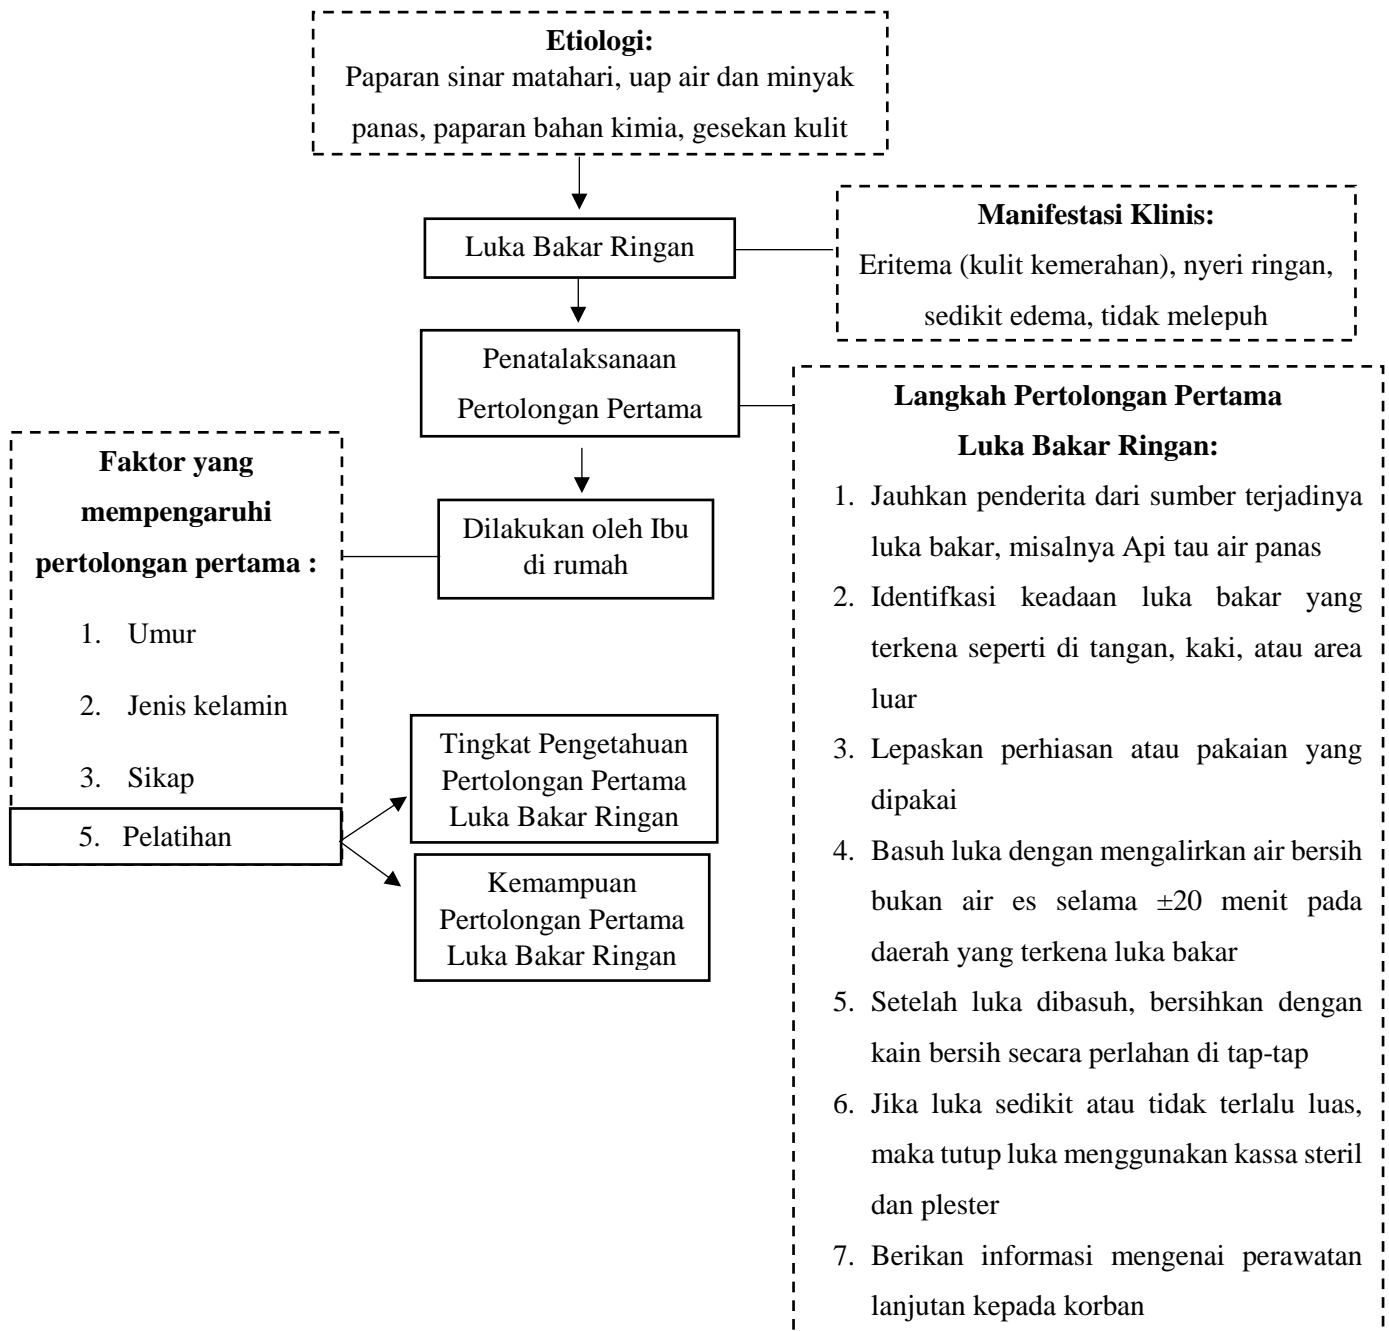 Etiologi:
Paparan sinar matahari, uap air dan minyak
panas, paparan bahan kimia, gesekan kulit
Luka Bakar Ringan
Manifestasi Klinis:
Eritema (kulit kemerahan), nyeri ringan,
sedikit edema, tidak melepuh
Penatalaksanaan
Pertolongan Pertama
Langkah Pertolongan Pertama
Luka Bakar Ringan:
1. Jauhkan penderita dari sumber terjadinya
luka bakar, misalnya Api tau air panas
2. Identifkasi keadaan luka bakar yang
terkena seperti di tangan, kaki, atau area
luar
3. Lepaskan perhiasan atau pakaian yang
dipakai
4. Basuh luka dengan mengalirkan air bersih
bukan air es selama ±20 menit pada
daerah yang terkena luka bakar
5. Setelah luka dibasuh, bersihkan dengan
kain bersih secara perlahan di tap-tap
6. Jika luka sedikit atau tidak terlalu luas,
maka tutup luka menggunakan kassa steril
dan plester
7. Berikan informasi mengenai perawatan
lanjutan kepada korban
Dilakukan oleh Ibu
di rumah
Faktor yang
mempengaruhi
pertolongan pertama :
1. Umur
2. Jenis kelamin
3. Sikap
5. Pelatihan
Tingkat Pengetahuan
Pertolongan Pertama
Luka Bakar Ringan
Kemampuan
Pertolongan Pertama
Luka Bakar Ringan